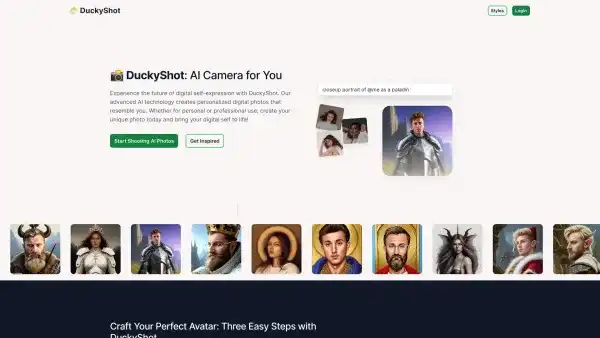 DuckyShot
Styles
Login
DuckyShot: AI Camera for You
Experience the future of digital self-expression with DuckyShot. Our
advanced AI technology creates personalized digital photos that
resemble you. Whether for personal or professional use, create your
unique photo today and bring your digital self to life!
closeup portrait of @me as a paladin
Start Shooting AI Photos
Get Inspired
Craft Your Perfect Avatar: Three Easy Steps with
DuckyShot